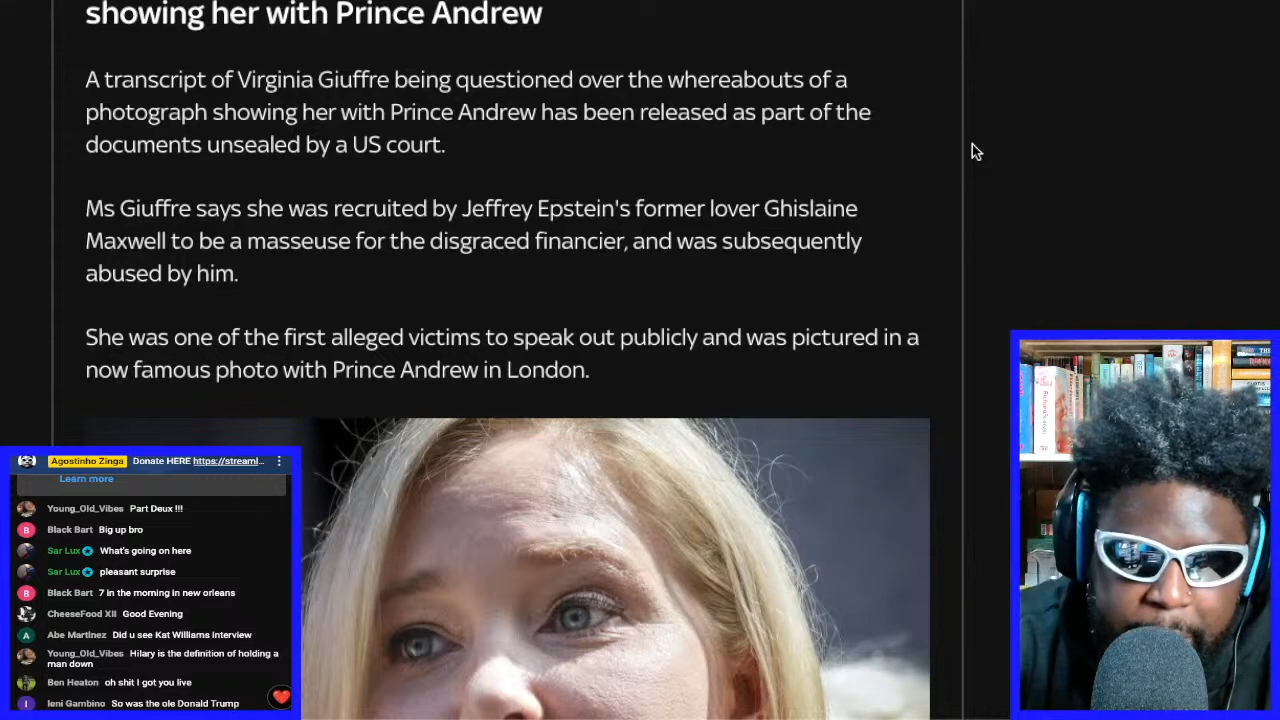 showing her with Prince Andrew
A transcript of Virginia Giuffre being questioned over the whereabouts of a
photograph showing her with Prince Andrew has been released as part of the
documents unsealed by a US court.
Ms Giuffre says she was recruited by Jeffrey Epstein's former lover Ghislaine
Maxwell to be a masseuse for the disgraced financier, and was subsequently
abused by him.
She was one of the first alleged victims to speak out publicly and was pictured in a
now famous photo with Prince Andrew in London.
Agostinho Zinga Donate HERE https://streaml...
Learn more
Young_Old_Vibes Part Deux !!!
B Black Bart Big up bro
Sar Lux What's going on here
Sar Lux pleasant surprise
B Black Bart 7 in the morning in new orleans
CheeseFood XII Good Evening
A Abe Martinez Did u see Kat Williams interview
Young_Old_Vibes Hilary is the definition of holding a
man down
Ben Heaton oh shit I got you live
I Ieni Gambino So was the ole Donald Trump